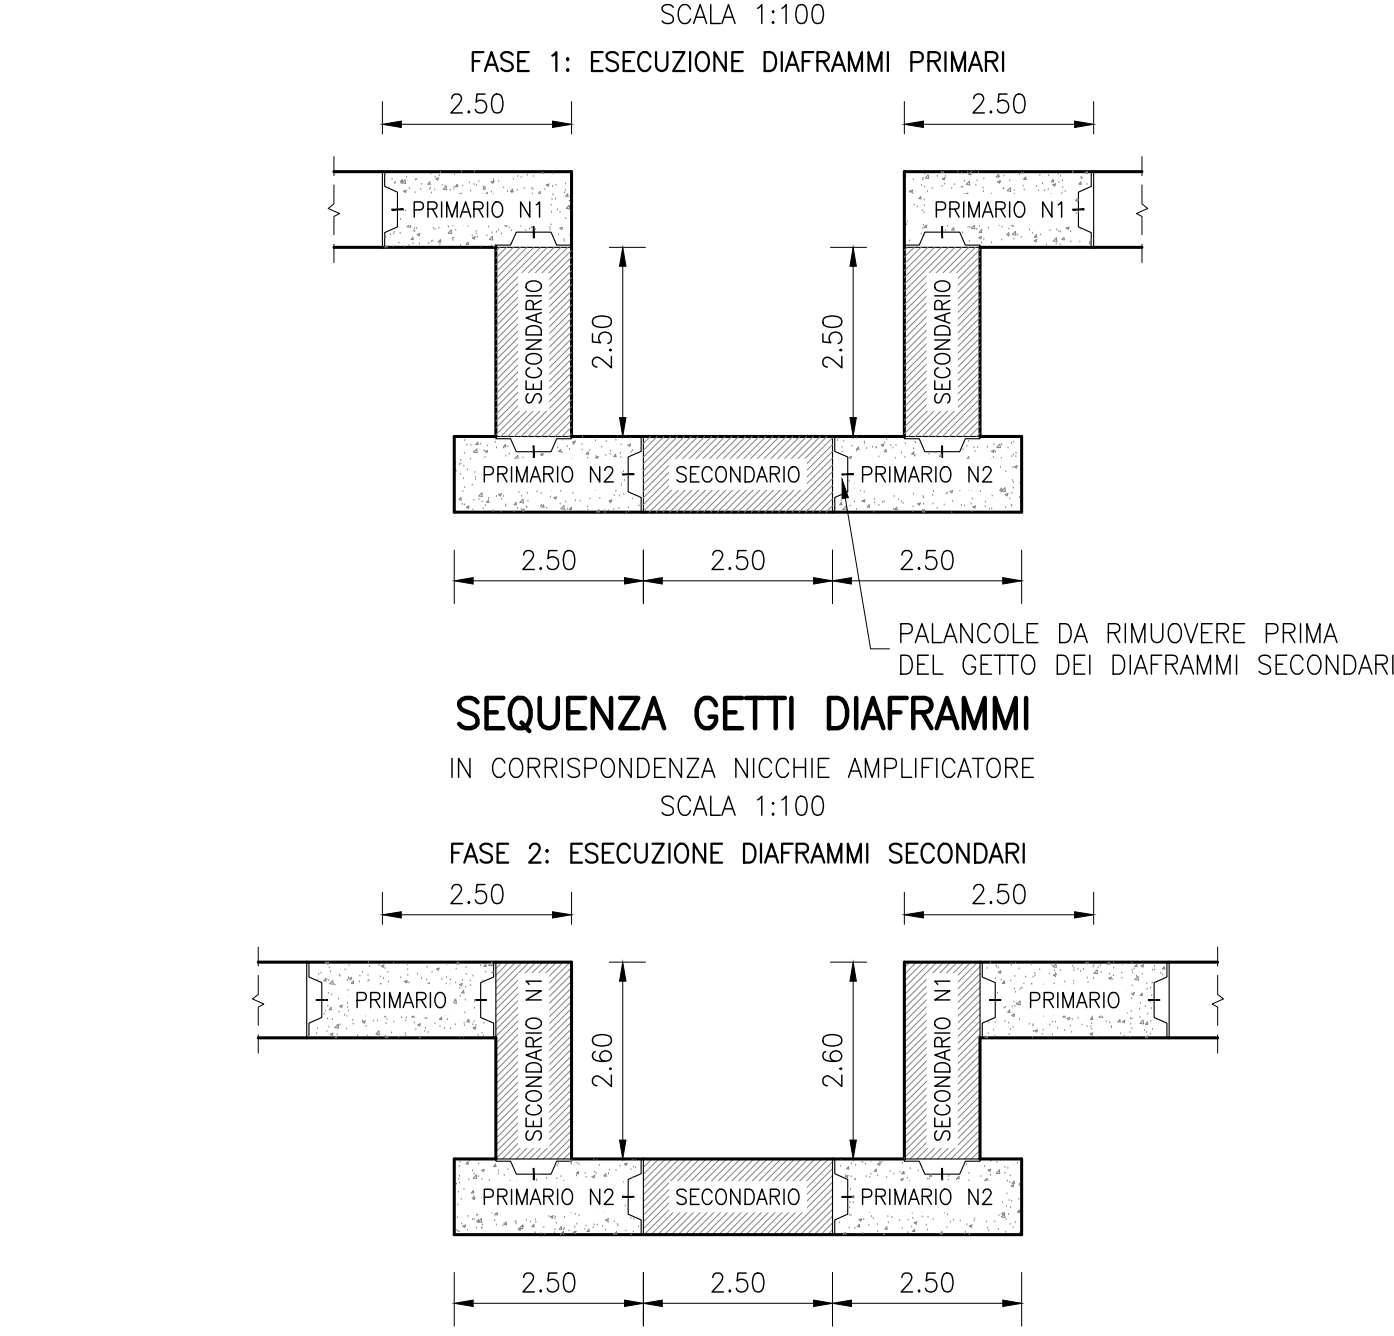 SCALA 1:100
FASE 1: ESECUZIONE DIAFRAMMI PRIMARI
2.50
2.50
PRIMARIO N1
PRIMARIO N1
SECONDARIO
2.50
2.50
SECONDARIO
PRIMARIO N2
SECONDARIO
PRIMARIO N2
2.50
2.50
2.50
PALANCOLE DA RIMUOVERE PRIMA
DEL GETTO DEI DIAFRAMMI SECONDARI
SEQUENZA GETTI DIAFRAMMI
IN CORRISPONDENZA NICCHIE AMPLIFICATORE
SCALA 1:100
FASE 2: ESECUZIONE DIAFRAMMI SECONDARI
2.50
2.50
PRIMARIO
SECONDARIO N1
2.60
2.60
SECONDARIO N1
PRIMARIO
PRIMARIO N2
SECONDARIO
PRIMARIO N2
2.50
2.50
2.50